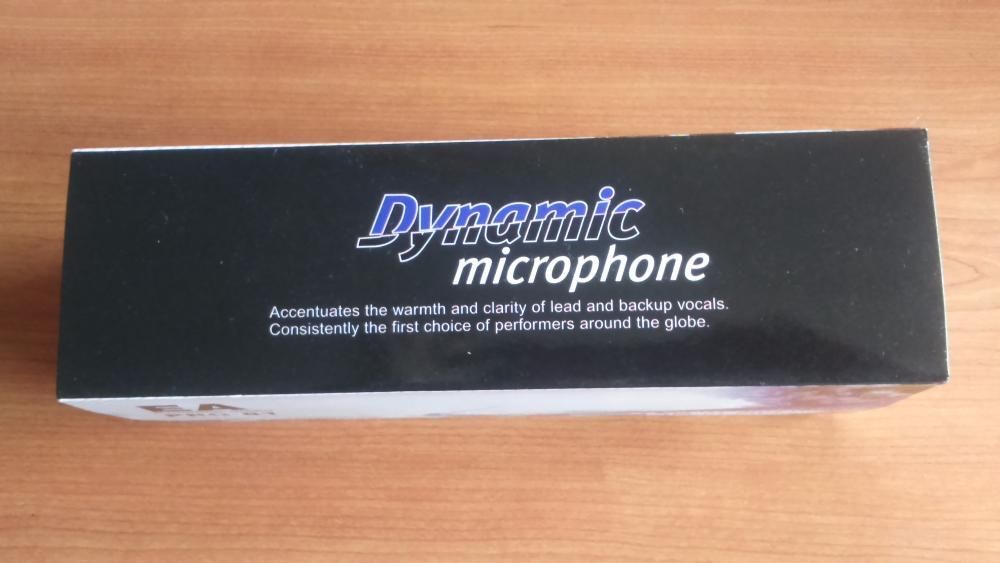 Dynamic
microphone
Accentuates the warmth and clarity of lead and backup vocals.
Consistently the first choice of performers around the globe.
EA